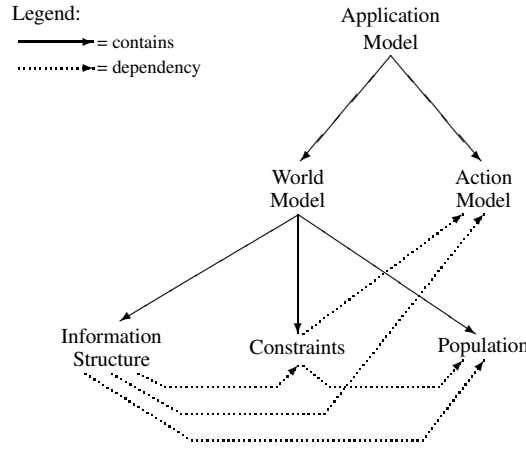 Legend:
= contains
= dependency
Application
Model
World
Model
Action
Model
Information
Structure
Constraints
Population